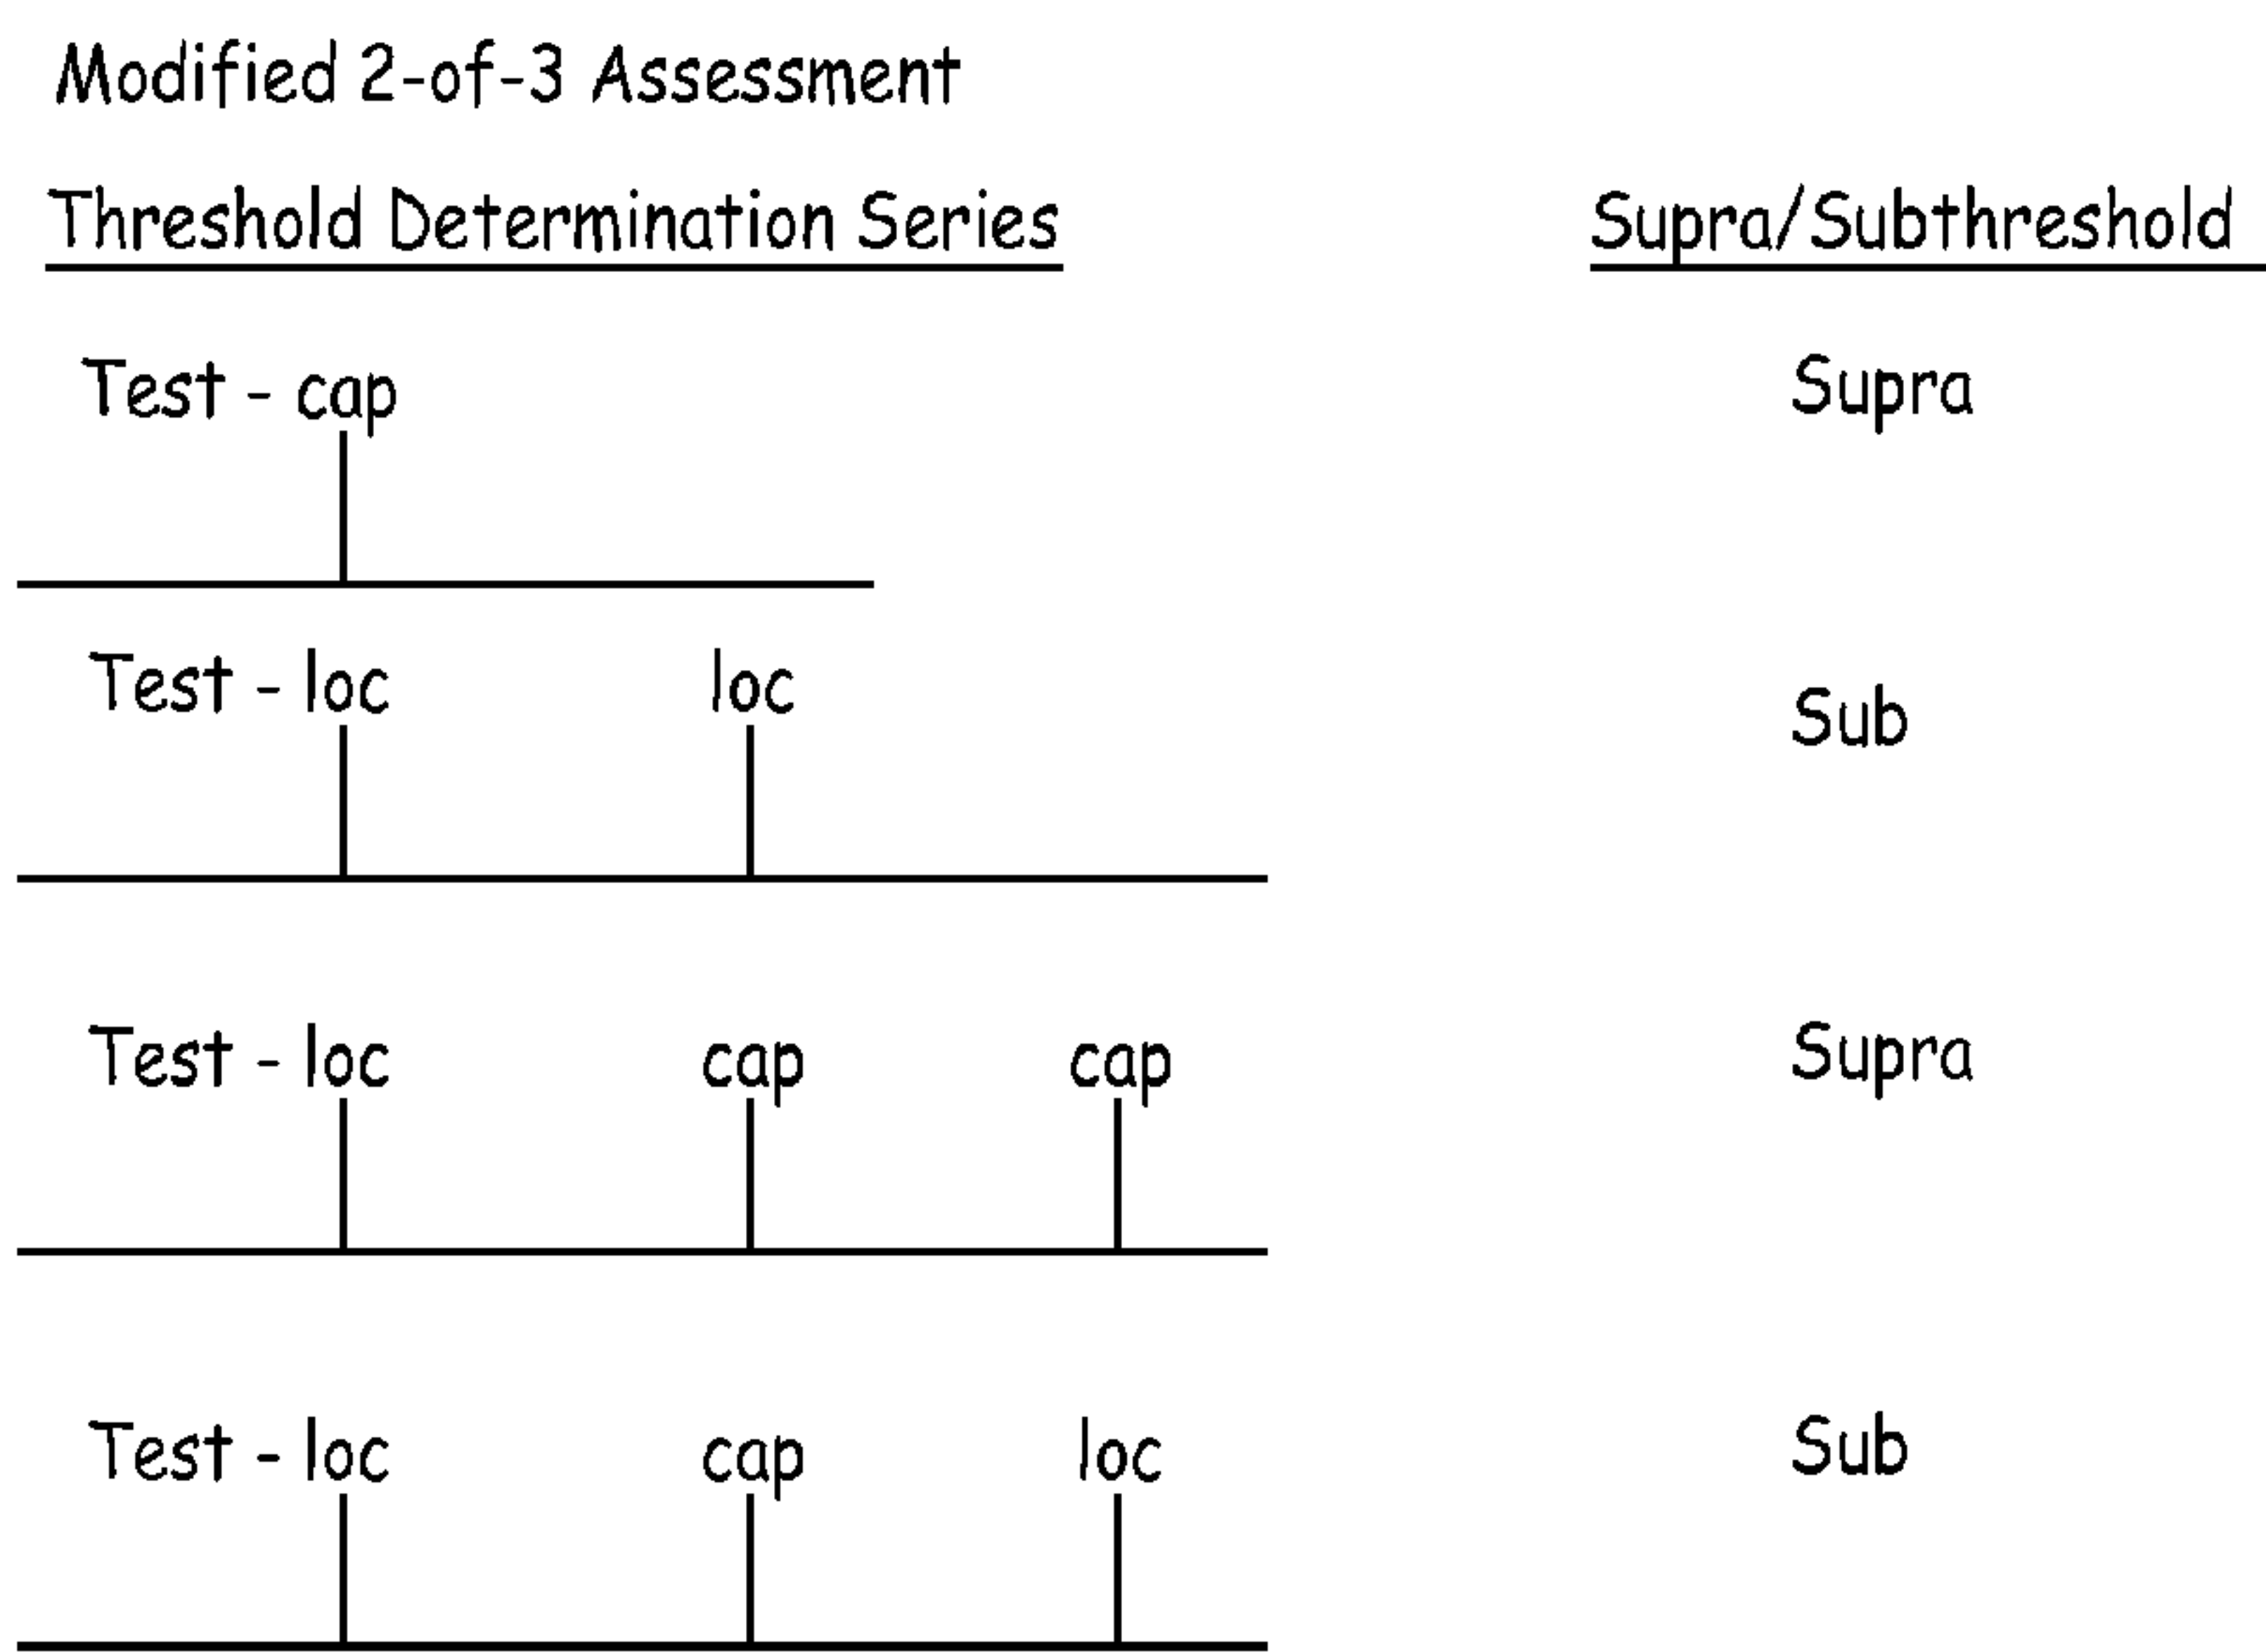 Modified 2-of-3 Assessment
Threshold Determination Series Supra/Subthreshold
Test - cap Supra
Test - loc loc Sub
Test - loc cap cap Supra
Test - loc cap loc Sub